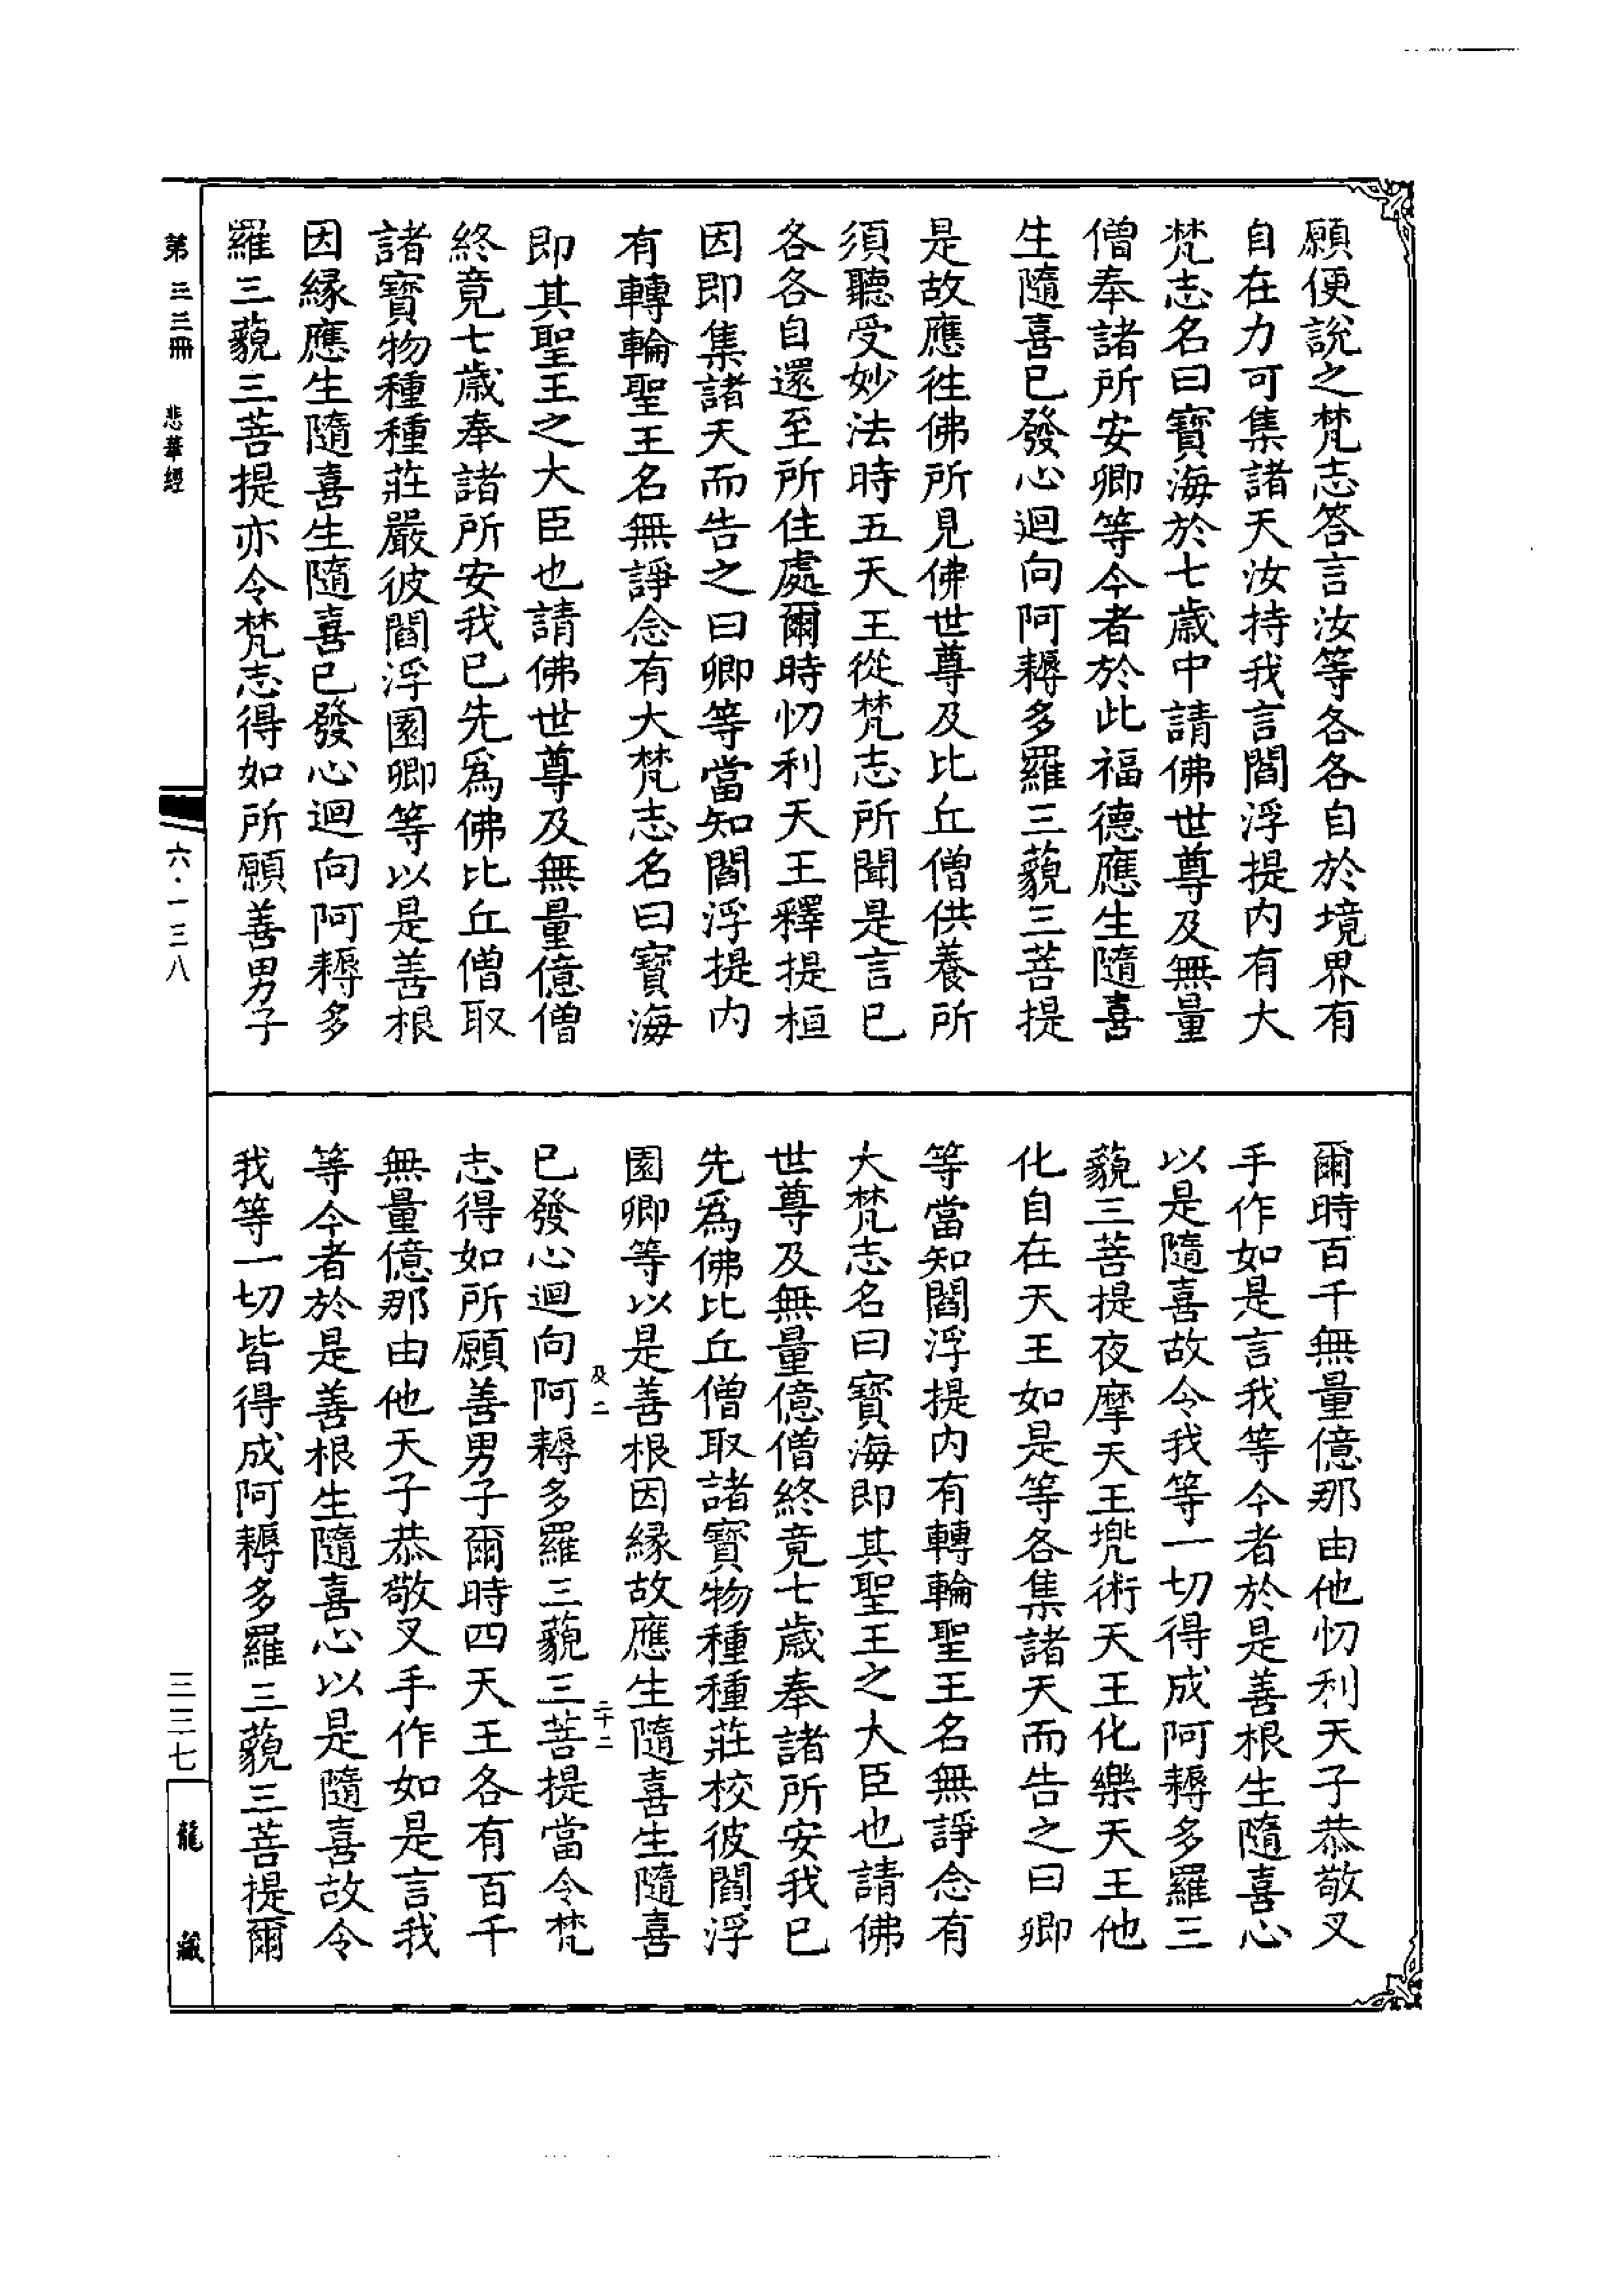 願便說之梵志答言汝等各各自於境界有
自在力可集諸天汝持我言閻浮提内有大
梵志名曰寶海於七歲中請佛世尊及無量
僧奉諸所安卿等今者於此福德應生隨喜
生隨喜已發心迴向阿耨多羅三藐三菩提
是故應往佛所見佛世尊及比丘僧供養所
須聽受妙法時五天王從梵志所聞是言已
各各自還至所住處爾時忉利天王釋提桓
因即集諸天而告之曰卿等當知閻浮提内
有轉輪聖王名無諍念有大梵志名曰寶海
即其聖王之大臣也請佛世尊及無量億僧
終竟七歲奉諸所安我已先爲佛比丘僧取
諸寶物種種莊嚴彼閻浮園卿等以是善根
因緣應生隨喜生隨喜已發心迴向阿耨多
羅三藐三菩提亦令梵志得如所願善男子
爾時百千無量億那由他忉利天子恭敬叉
手作如是言我等今者於是善根生隨喜心
以是隨喜故令我等一切得成阿耨多羅三
藐三菩提夜摩天王兠術天王化樂天王他
化自在天王如是等各集諸天而告之曰卿
等當知閻浮提内有轉輪聖王名無諍念有
大梵志名曰寶海即其聖王之大臣也請佛
世尊及無量億僧終竟七歲奉諸所安我已
先爲佛比丘僧取諸寶物種種莊校彼閻浮
園卿等以是善根因緣故應生隨喜生隨喜
及二
二十二
已發心迴向阿耨多羅三藐三菩提當令梵
志得如所願善男子爾時四天王各有百千
無量億那由他天子恭敬叉手作如是言我
等今者於是善根生隨喜心以是隨喜故令
我等一切皆得成阿耨多羅三藐三菩提爾
第三三冊
悲華經
六·一三八
三三七
龍藏